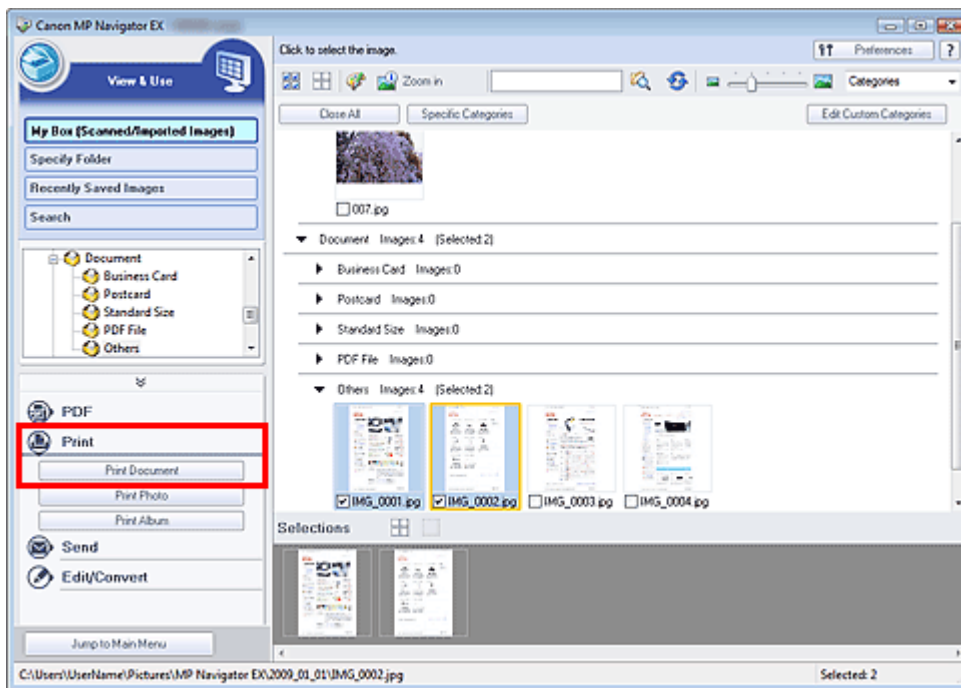 Canon MP Navigator EX
View & Use
My Box (Scanned/Imported Images)
Specify Folder
Recently Saved Images
Search
Document
Business Card
Postcard
Standard Size
PDF File
Others
PDF
Print
Print Document
Print Photo
Print Album
Send
Edit/Convert
Jump to Main Menu
Click to select the image.
Preferences
?
Zoom in
Categories
Close All
Specific Categories
Edit Custom Categories
007.jpg
Document Images:4 (Selected:2)
Business Card Images:0
Postcard Images:0
Standard Size Images:0
PDF File Images:0
Others Images:4 (Selected:2)
IMG_0001.jpg IMG_0002.jpg IMG_0003.jpg IMG_0004.jpg
Selections
C:\Users\UserName\Pictures\MP Navigator EX\2009_01_01\IMG_0002.jpg
Selected: 2